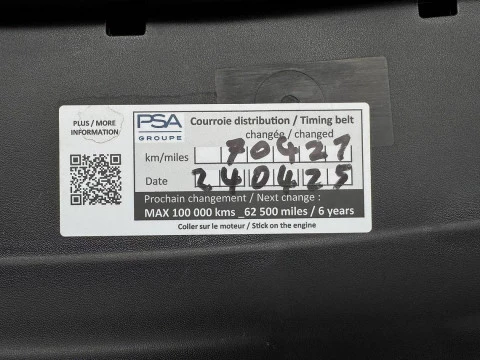 PLUS / MORE
INFORMATION
PSA
GROUPE
Courroie distribution / Timing belt
changée / changed
km/miles 70427
Date 240425
Prochain changement / Next change :
MAX 100 000 kms _62 500 miles / 6 years
Coller sur le moteur / Stick on the engine